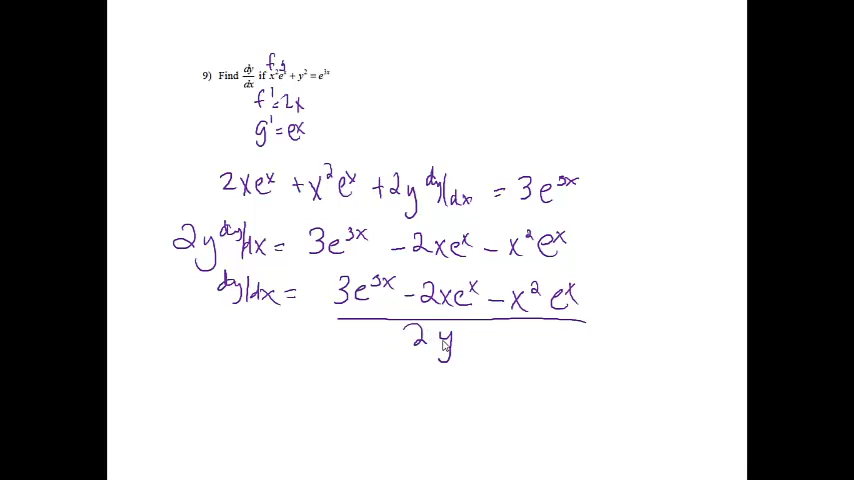 f g
9) Find dy/dx if x²eˣ + y² = e³ˣ
f' = 2x
g' = eˣ
2xeˣ + x²eˣ + 2y dy/dx = 3e³ˣ
2y dy/dx = 3e³ˣ - 2xeˣ - x²eˣ
dy/dx = 3e³ˣ - 2xeˣ - x²eˣ
2y